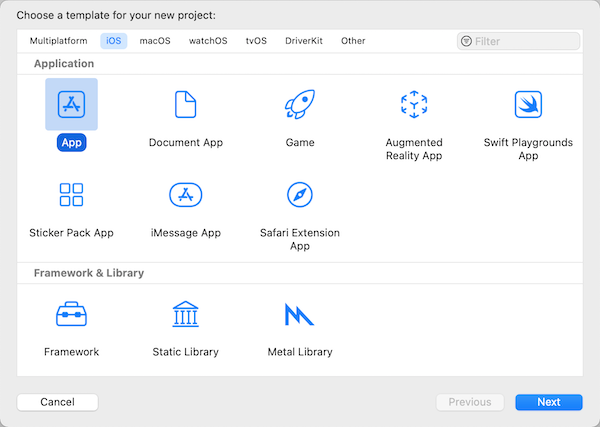 Choose a template for your new project:
Multiplatform iOS macOS watchOS tvOS DriverKit Other Filter
Application
App Document App Game Augmented Reality App Swift Playgrounds App
Sticker Pack App iMessage App Safari Extension App
Framework & Library
Framework Static Library Metal Library
Cancel Previous Next